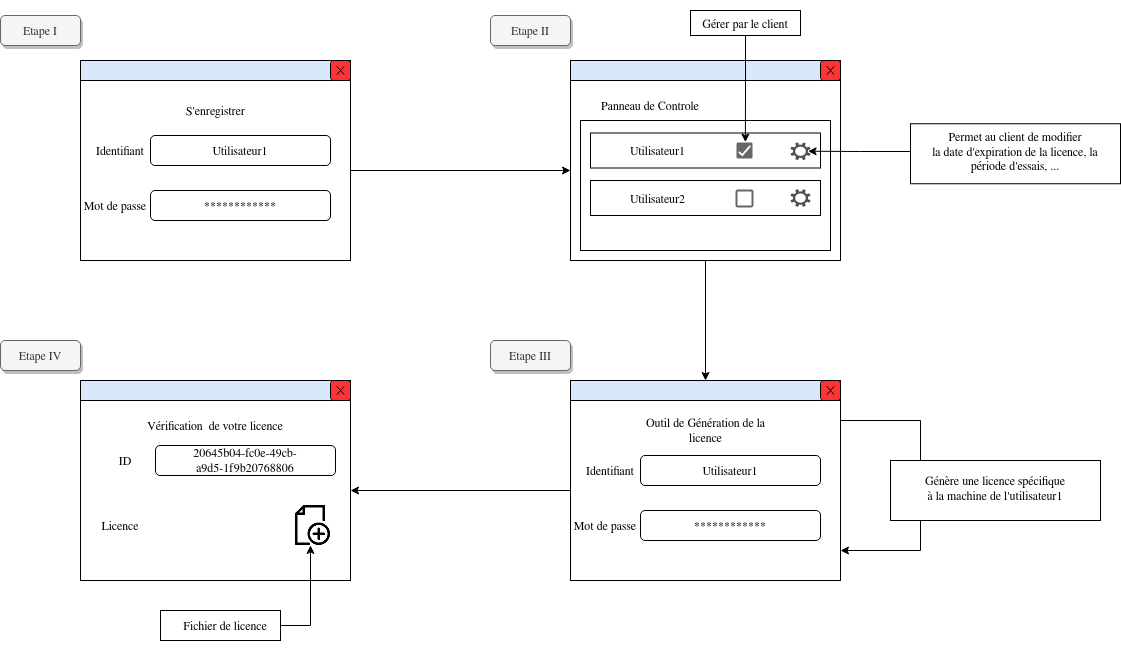 Etape I
S'enregistrer
Identifiant
Utilisateur1
Mot de passe
************
Etape II
Gérer par le client
Panneau de Controle
Utilisateur1
Utilisateur2
Permet au client de modifier
la date d'expiration de la licence, la
période d'essais, ...
Etape IV
Vérification de votre licence
ID
20645b04-fc0e-49cb-
a9d5-1f9b20768806
Licence
Fichier de licence
Etape III
Outil de Génération de la
licence
Identifiant
Utilisateur1
Mot de passe
************
Génère une licence spécifique
à la machine de l'utilisateur1